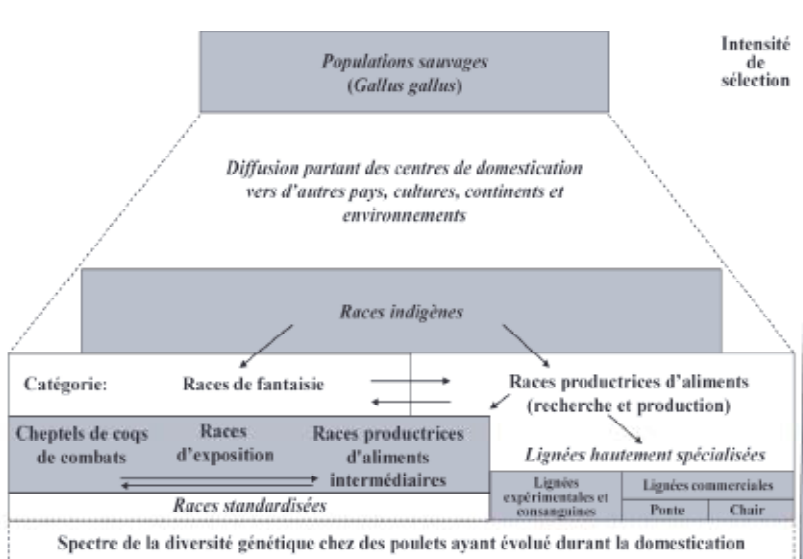 Populations sauvages
(Gallus gallus)
Intensité
de
sélection
Diffusion partant des centres de domestication
vers d'autres pays, cultures, continents et
environnements
Races indigènes
Catégorie:
Races de fantaisie
Races productrices d'aliments
(recherche et production)
Cheptels de coqs
de combats
Races
d'exposition
Races productrices
d'aliments
intermédiaires
Lignées hautement spécialisées
Races standardisées
Lignées
expérimentales et
consanguines
Lignées commerciales
Ponte
Chair
Spectre de la diversité génétique chez des poulets ayant évolué durant la domestication